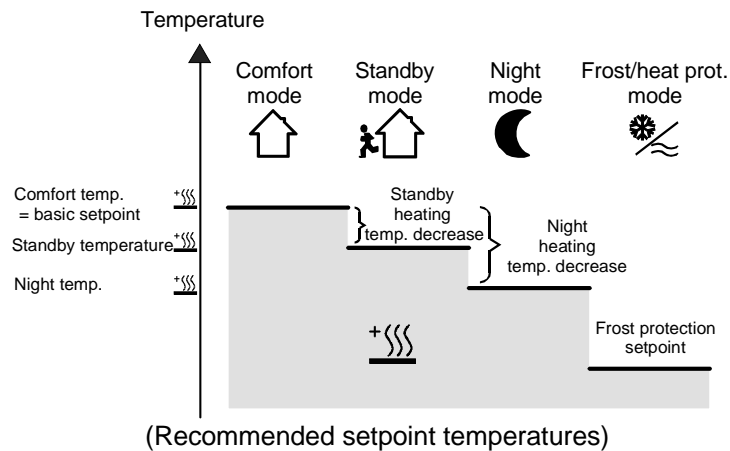 Temperature
Comfort
mode
Standby
mode
Night
mode
Frost/heat prot.
mode
Comfort temp.
= basic setpoint
Standby temperature
Night temp.
Standby
heating
temp. decrease
Night
heating
temp. decrease
Frost protection
setpoint
(Recommended setpoint temperatures)